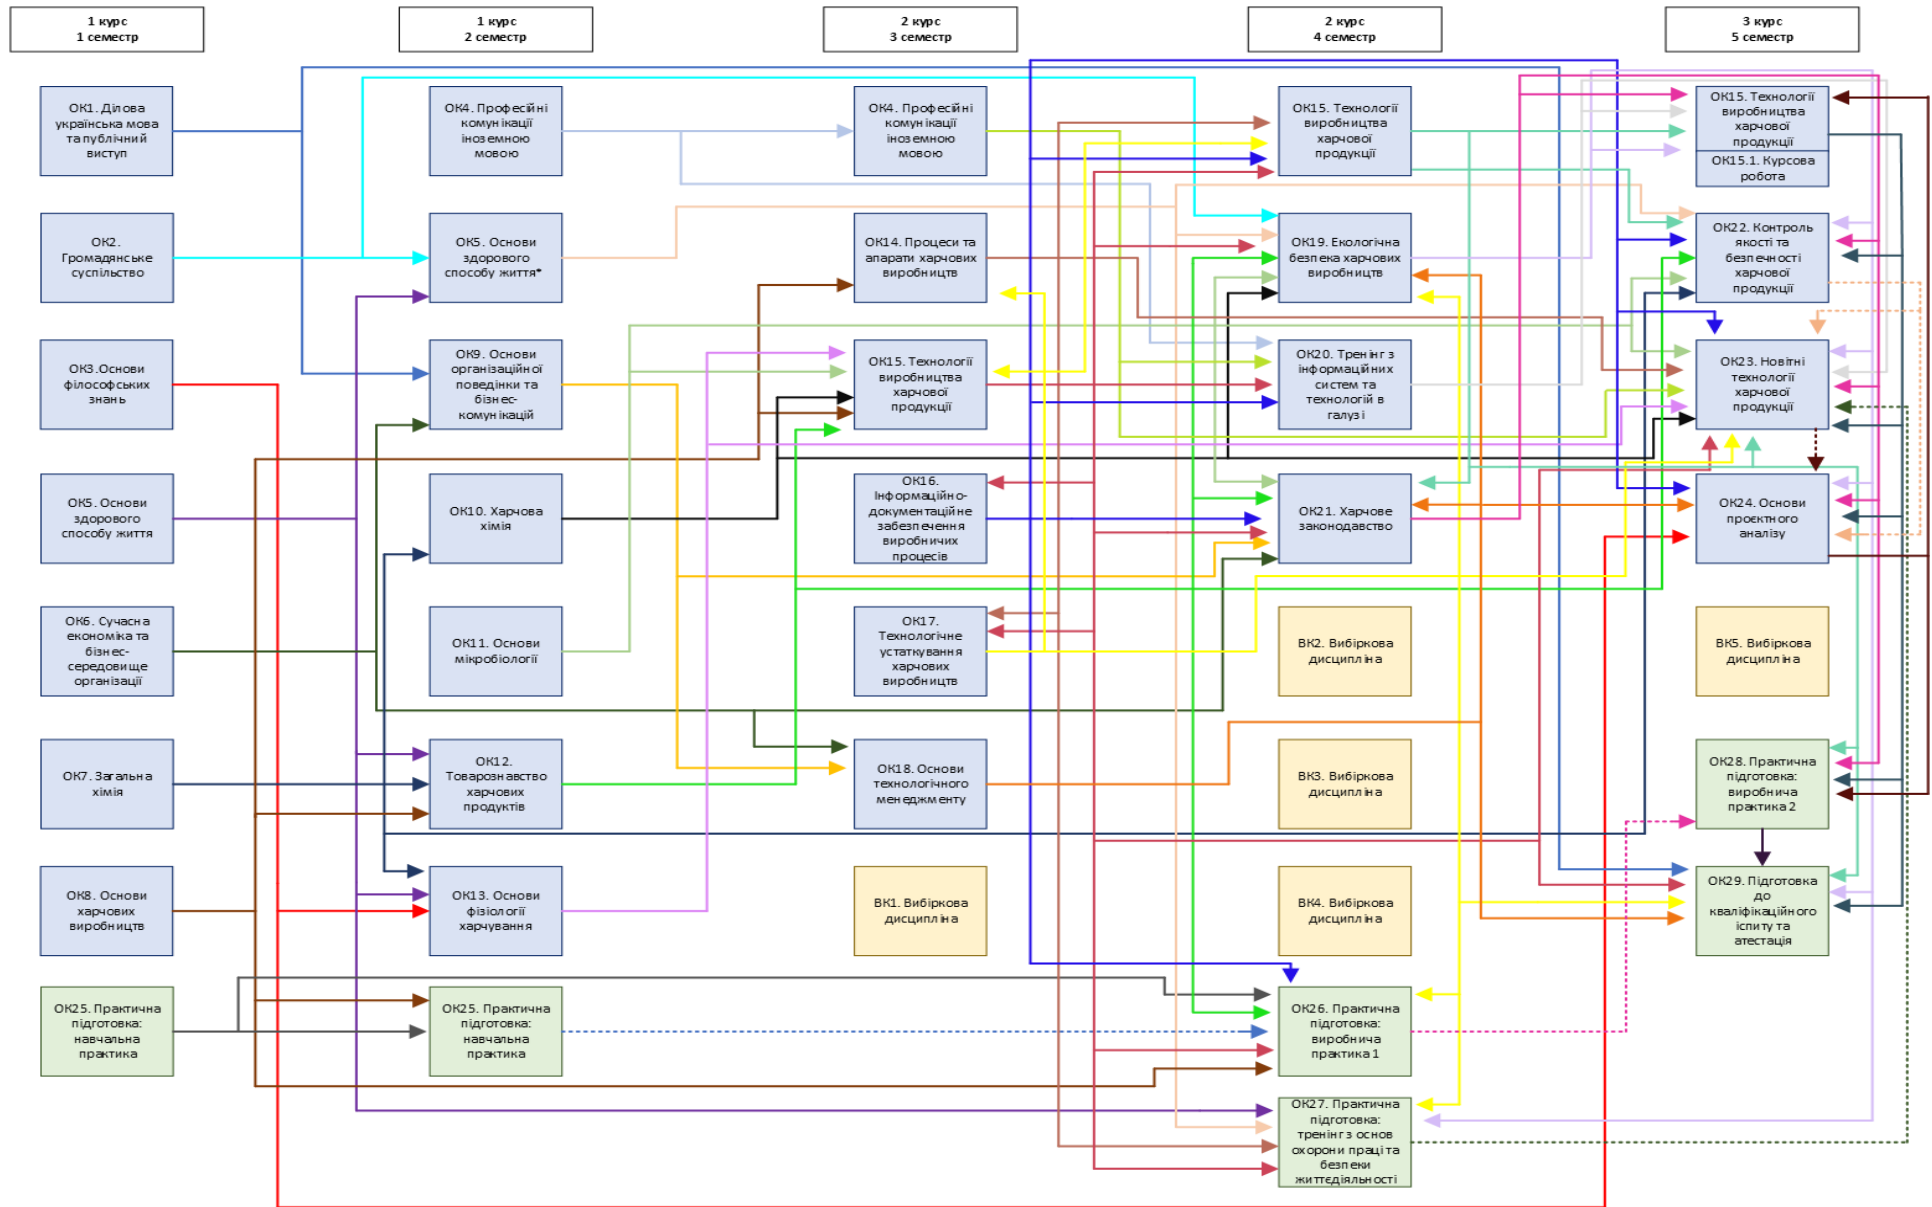 1 курс
1 семестр
1 курс
2 семестр
2 курс
3 семестр
2 курс
4 семестр
3 курс
5 семестр
ОК1. Ділова
українська мова
та публічний
виступ
ОК2.
Громадянське
суспільство
ОК3.Основи
філософських
знань
ОК5. Основи
здорового
способу життя
ОК6. Сучасна
економіка та
бізнес-
середовище
організації
ОК7. Загальна
хімія
ОК8. Основи
харчових
виробництв
ОК25. Практична
підготовка:
навчальна
практика
ОК4. Професійні
комунікації
іноземною
мовою
ОК5. Основи
здорового
способу життя*
ОК9. Основи
організаційної
поведінки та
бізнес-
комунікацій
ОК10. Харчова
хімія
ОК11. Основи
мікробіології
ОК12.
Товарознавство
харчових
продуктів
ОК13. Основи
фізіології
харчування
ОК25. Практична
підготовка:
навчальна
практика
ОК4. Професійні
комунікації
іноземною
мовою
ОК14. Процеси та
апарати харчових
виробництв
ОК15. Технології
виробництва
харчової
продукції
ОК16.
Інформаційно-
документаційне
забезпечення
виробничих
процесів
ОК17.
Технологічне
устаткування
харчових
виробництв
ОК18. Основи
технологічного
менеджменту
ВК1. Вибіркова
дисципліна
ОК15. Технології
виробництва
харчової
продукції
ОК19. Екологічна
безпека харчових
виробництв
ОК20. Тренінг з
інформаційних
систем та
технологій в
галузі
ОК21. Харчове
законодавство
ВК2. Вибіркова
дисципліна
ВК3. Вибіркова
дисципліна
ВК4. Вибіркова
дисципліна
ОК26. Практична
підготовка:
виробнича
практика 1
ОК27. Практична
підготовка:
тренінг з основ
охорони праці та
безпеки
життєдіяльності
ОК15. Технології
виробництва
харчової
продукції
ОК15.1. Курсова
робота
ОК22. Контроль
якості та
безпечності
харчової
продукції
ОК23. Новітні
технології
харчової
продукції
ОК24. Основи
проєктного
аналізу
ВК5. Вибіркова
дисципліна
ОК28. Практична
підготовка:
виробнича
практика 2
ОК29. Підготовка
до
кваліфікаційного
іспиту та
атестація